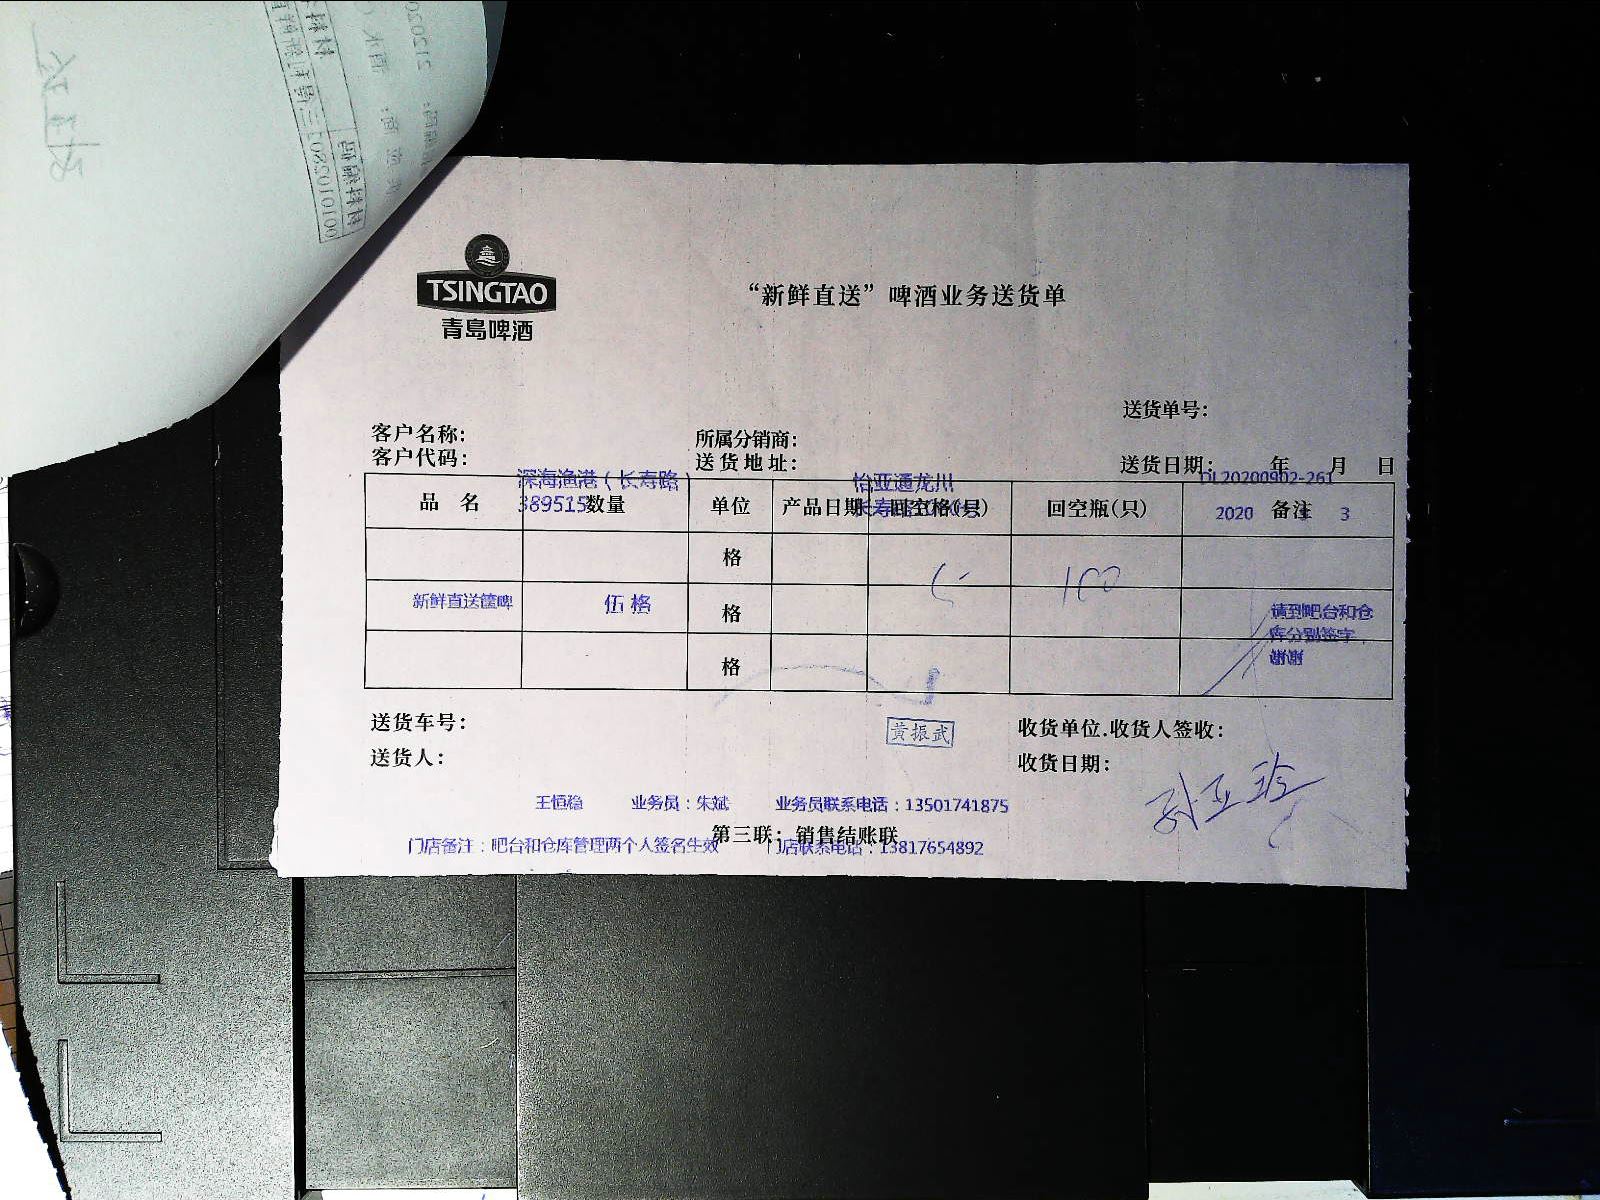 TSINGTAO
青岛啤酒
“新鲜直送”啤酒业务送货单
送货单号：
客户名称： 所属分销商：
客户代码： 送货地址： 送货日期： 年 月 日
深海渔港（长寿路） 怡亚通龙川 DL20200902-261
389515 长寿路
2020 3
品 名 数量 单位 产品日期 回空格(只) 回空瓶(只) 备注
格
100
新鲜直送筐啤 伍格 格 请到吧台和仓
库分别签字，
格 谢谢
送货车号： 黄振武 收货单位.收货人签收：
送货人： 收货日期：
王恒稳 业务员：朱斌 业务员联系电话：13501741875
第三联：销售结账联
门店备注：吧台和仓库管理两个人签名生效 门店联系电话：13817654892